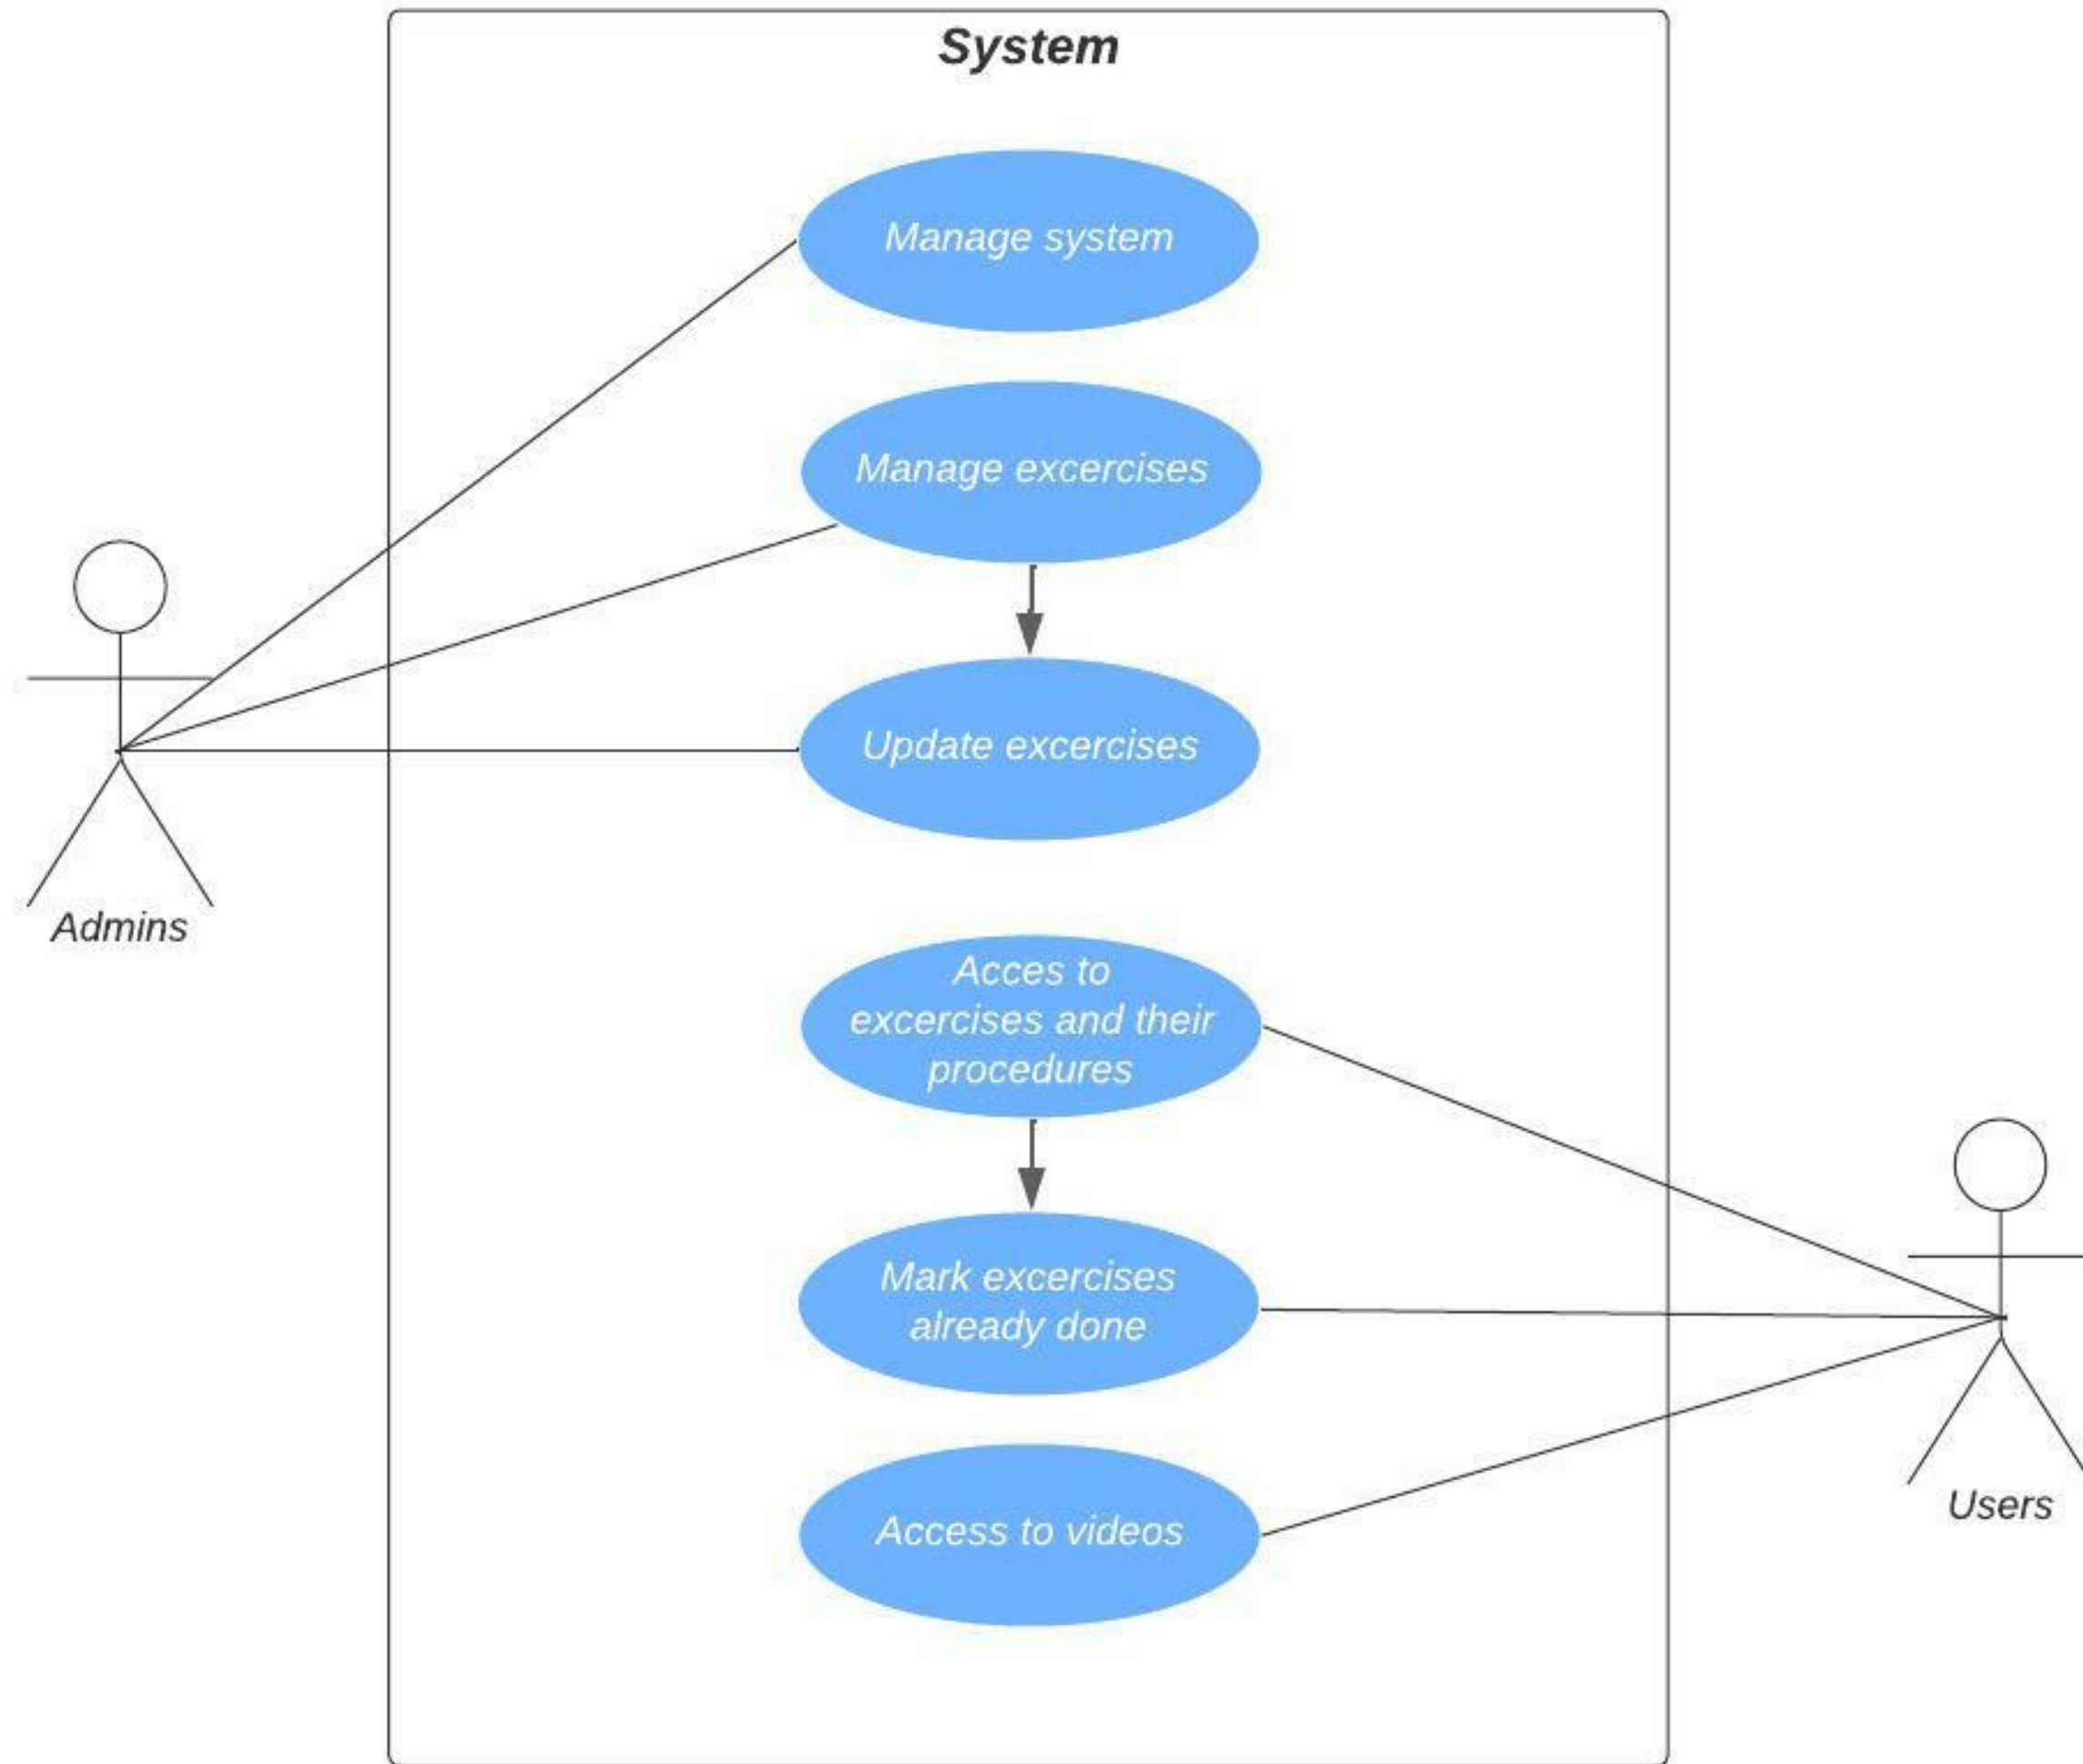 System
Manage system
Manage excercises
Update excercises
Admins
Acces to
excercises and their
procedures
Mark excercises
already done
Users
Access to videos